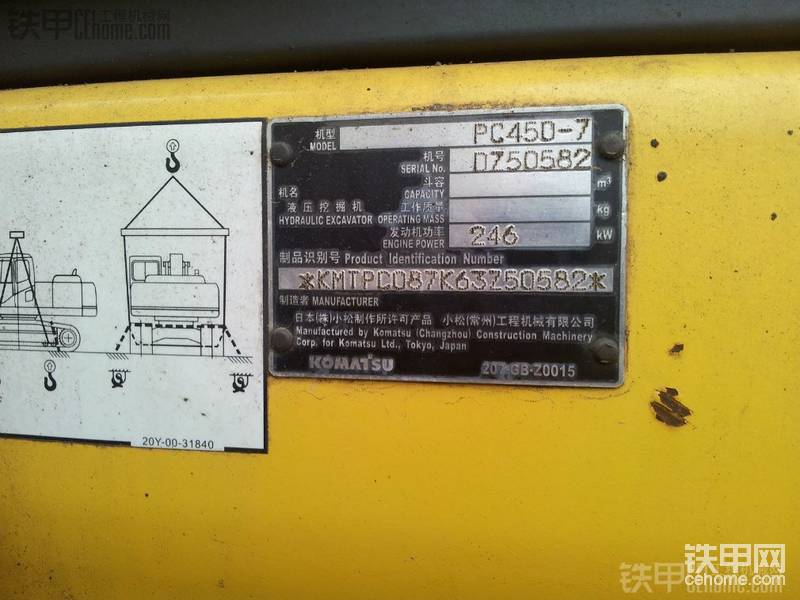 铁甲 工程机械网
cehome.com
机型
MODEL PC450-7
机号
SERIAL No. D750582
斗容
CAPACITY m³
机名
液压挖掘机
HYDRAULIC EXCAVATOR
工作质量
OPERATING MASS kg
发动机功率
ENGINE POWER 246 kW
制品识别号 Product Identification Number
*KMTPC087K63Z50582*
制造者 MANUFACTURER
日本(株)小松制作所许可产品 小松(常州)工程机械有限公司
Manufactured by Komatsu (Changzhou) Construction Machinery
Corp. for Komatsu Ltd., Tokyo, Japan
KOMATSU 207-GB-Z0015
20Y-00-31840
铁甲网
cehome.com